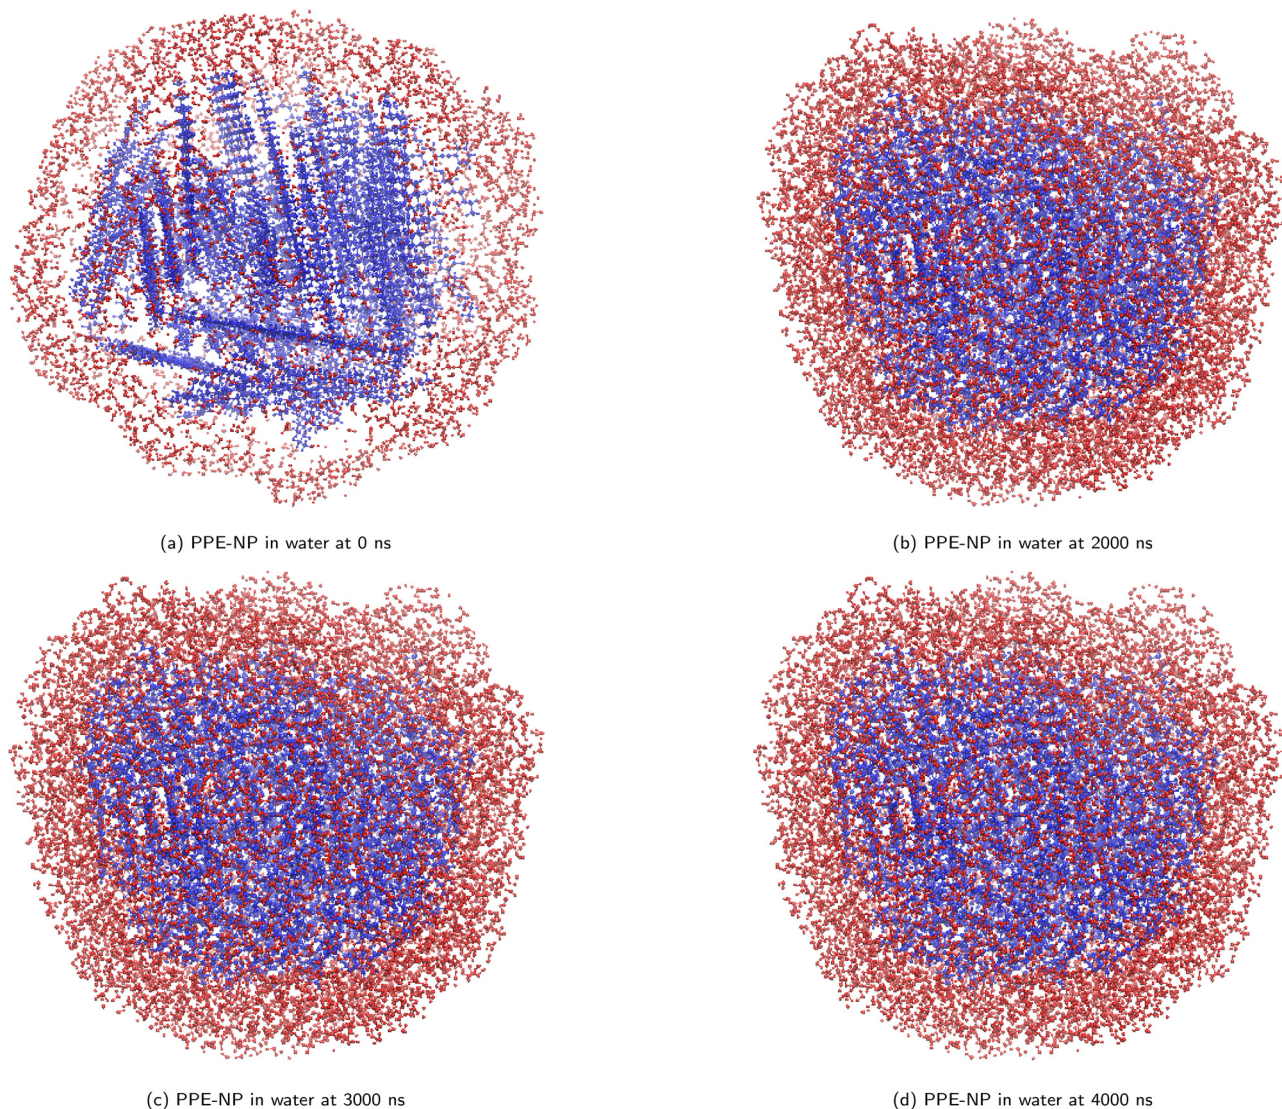 (a) PPE-NP in water at 0 ns
(b) PPE-NP in water at 2000 ns
(c) PPE-NP in water at 3000 ns
(d) PPE-NP in water at 4000 ns